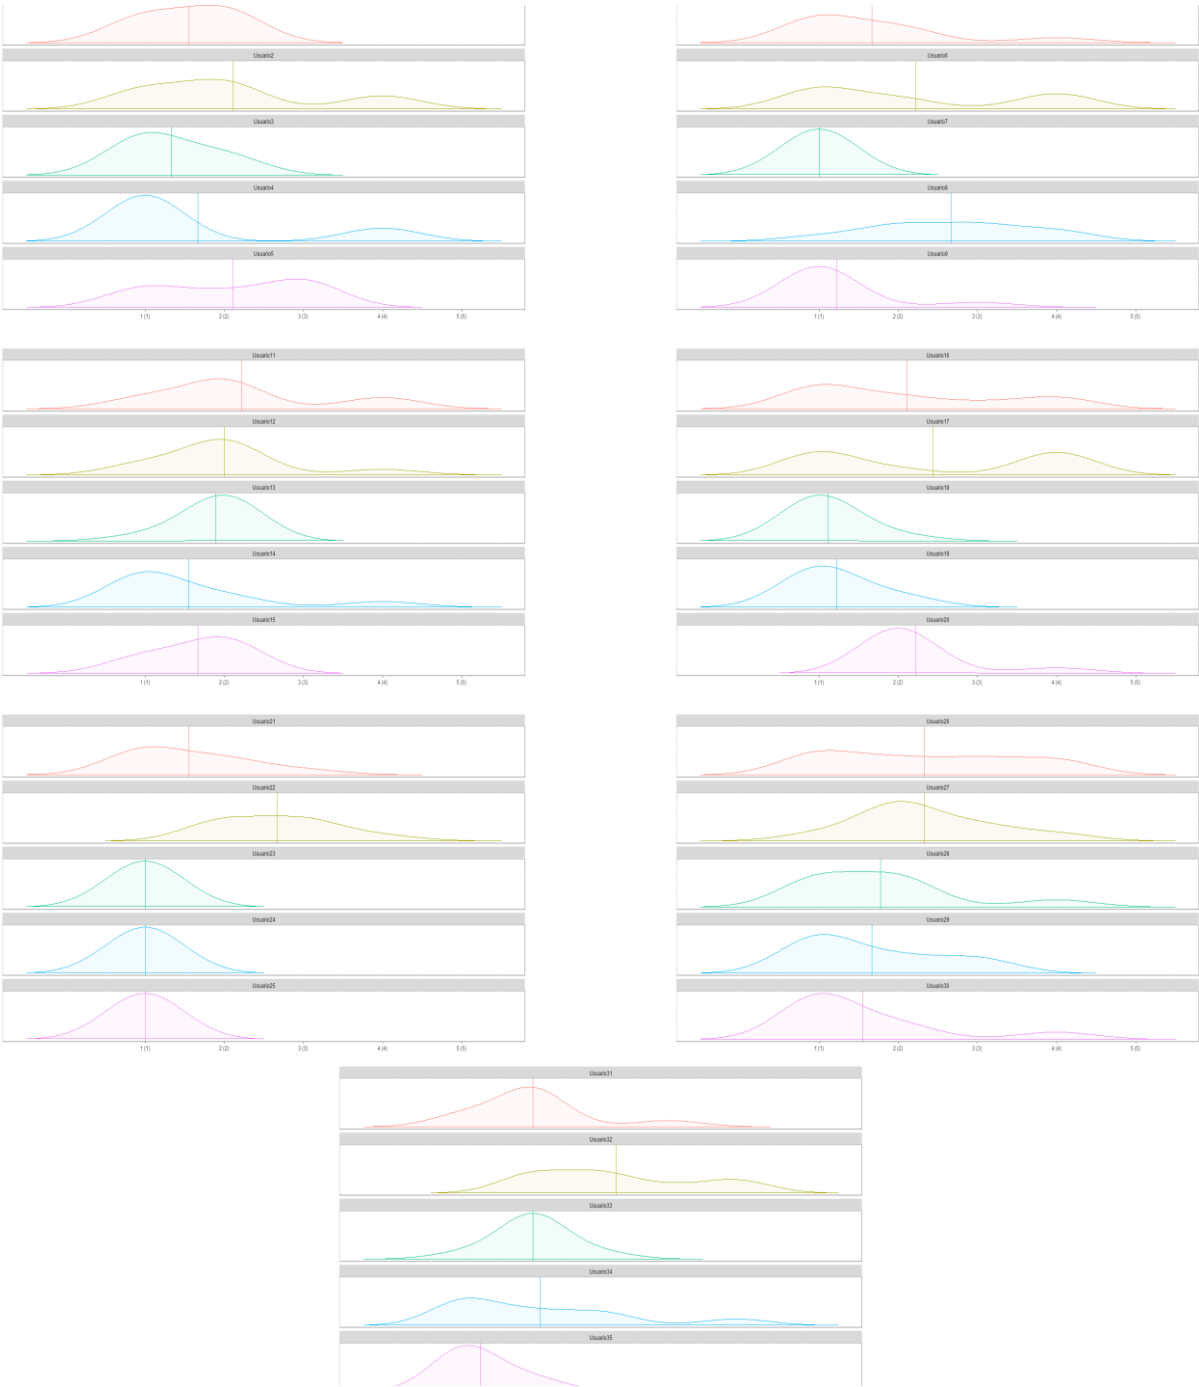 Usuario2
Usuario3
Usuario4
Usuario5
1 (1) 2 (2) 3 (3) 4 (4) 5 (5)
Usuario6
Usuario7
Usuario8
Usuario9
1 (1) 2 (2) 3 (3) 4 (4) 5 (5)
Usuario11
Usuario12
Usuario13
Usuario14
Usuario15
1 (1) 2 (2) 3 (3) 4 (4) 5 (5)
Usuario16
Usuario17
Usuario18
Usuario19
Usuario20
1 (1) 2 (2) 3 (3) 4 (4) 5 (5)
Usuario21
Usuario22
Usuario23
Usuario24
Usuario25
1 (1) 2 (2) 3 (3) 4 (4) 5 (5)
Usuario26
Usuario27
Usuario28
Usuario29
Usuario30
1 (1) 2 (2) 3 (3) 4 (4) 5 (5)
Usuario31
Usuario32
Usuario33
Usuario34
Usuario35